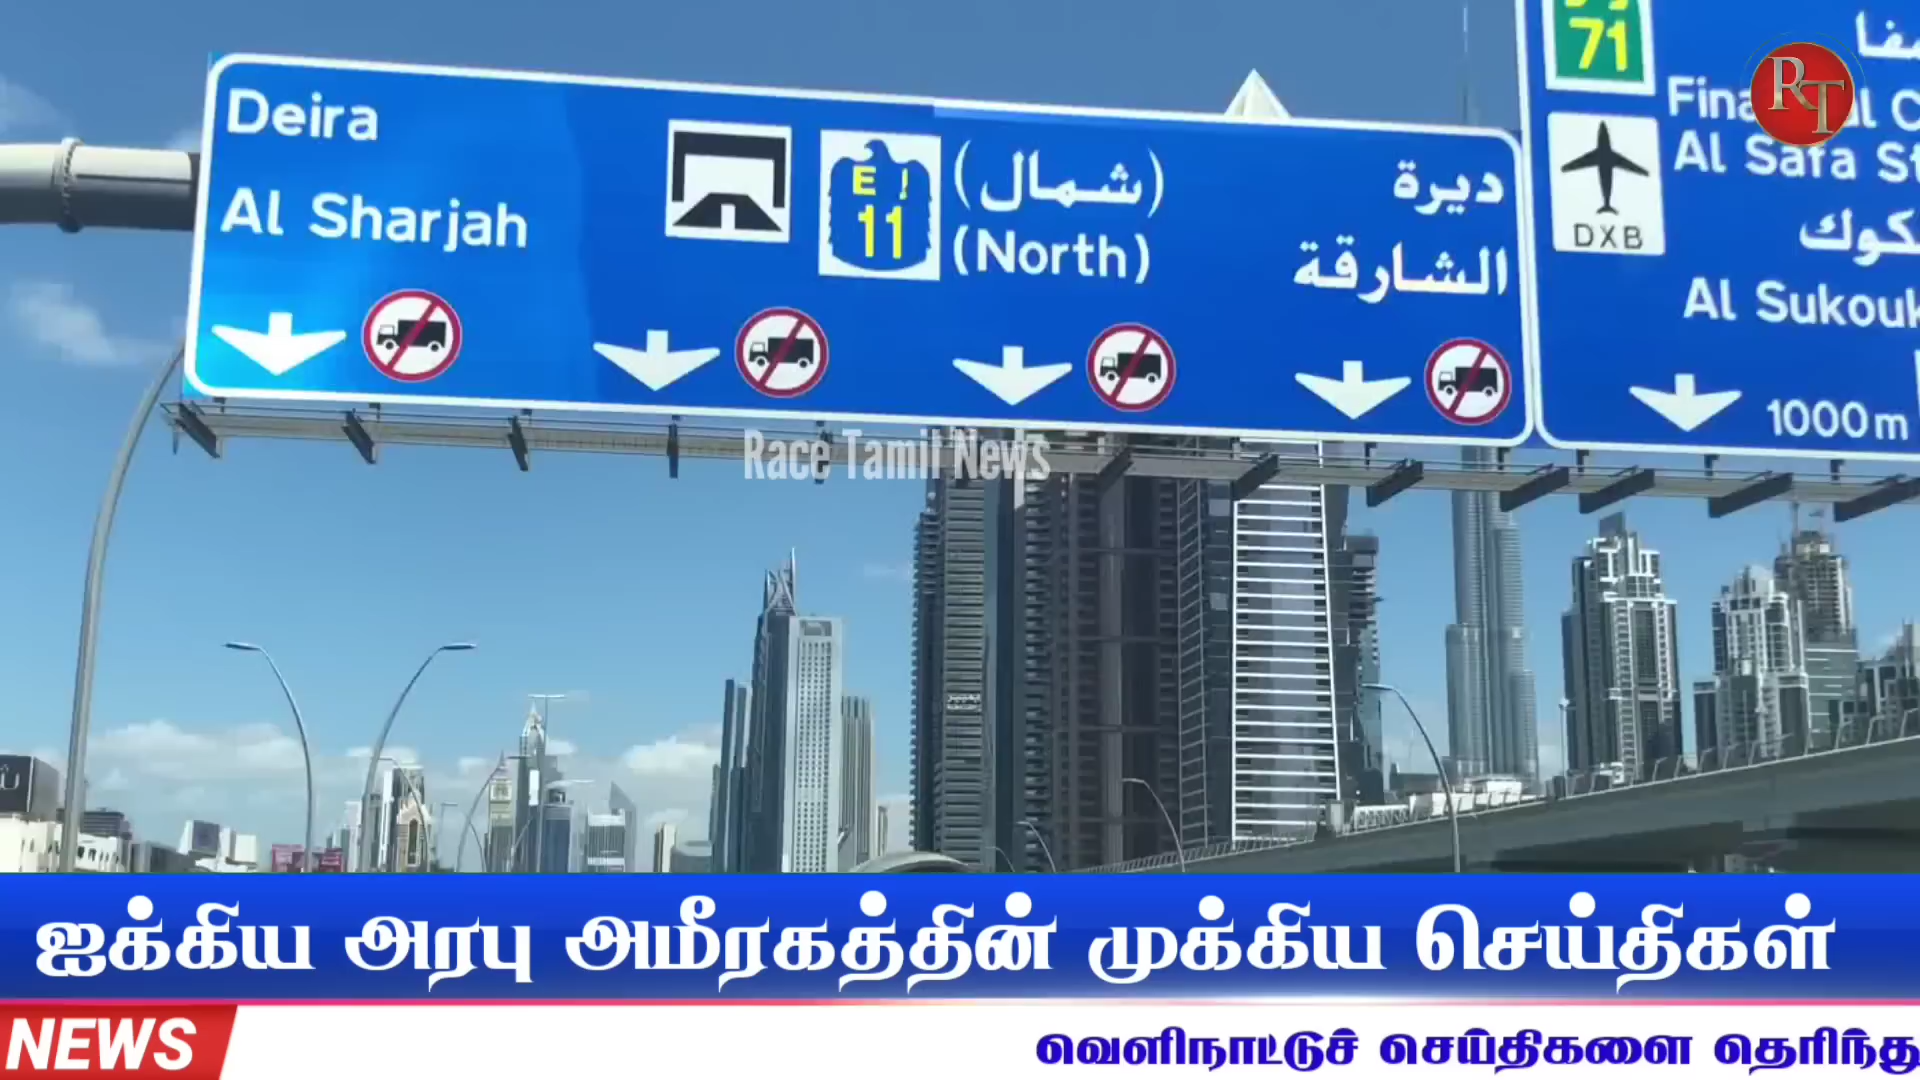 Deira
Al Sharjah
E إ
11
(شمال)
(North)
ديرة
الشارقة
71
DXB
Al Safa
Al Sukouk
1000m
RT
Race Tamil News
ஐக்கிய அரபு அமீரகத்தின் முக்கிய செய்திகள்
NEWS
வெளிநாட்டுச் செய்திகளை